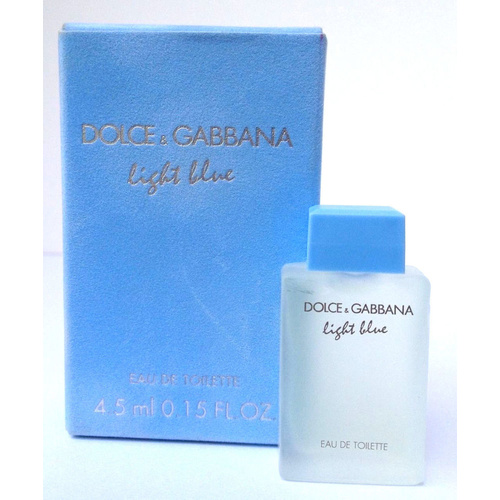 DOLCE & GABBANA
light blue
EAU DE TOILETTE
4.5 ml 0.15 FL.OZ.
DOLCE & GABBANA
light blue
EAU DE TOILETTE